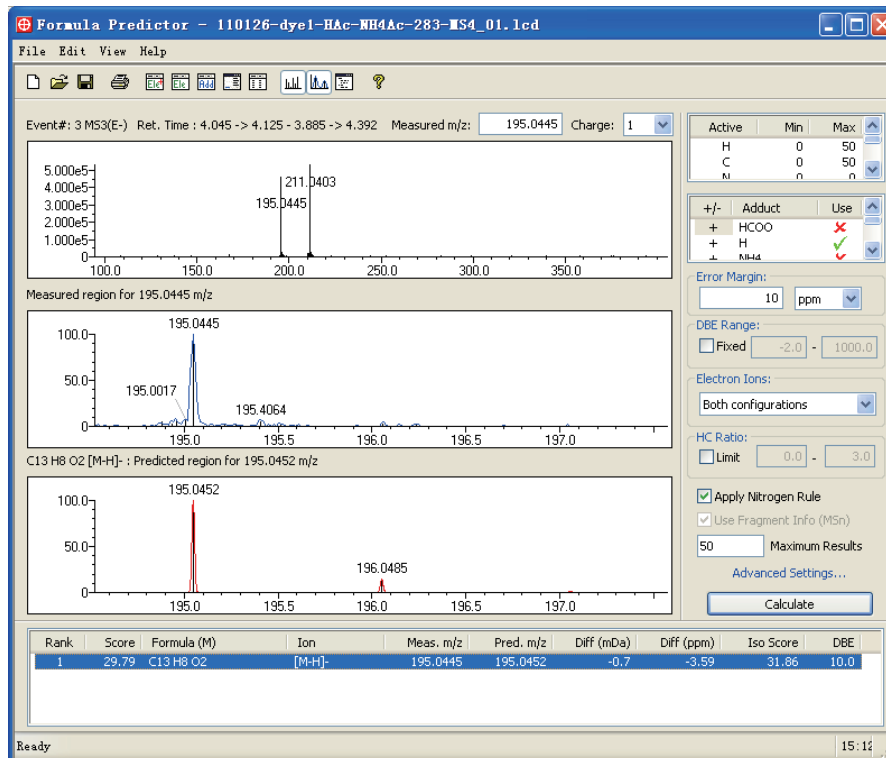 Formula Predictor - 110126-dye1-HAc-NH4Ac-283-MS4_01.lcd
File Edit View Help
Ele Ele Add
Event#: 3 MS3(E-) Ret. Time : 4.045 -> 4.125 - 3.885 -> 4.392 Measured m/z: 195.0445 Charge: 1
5.000e5
4.000e5
3.000e5
2.000e5
1.000e5
0
211.0403
195.0445
100.0 150.0 200.0 250.0 300.0 350.0
Measured region for 195.0445 m/z
100.0
50.0
0
195.0445
195.0017
195.4064
195.0 195.5 196.0 196.5 197.0
C13 H8 O2 [M-H]- : Predicted region for 195.0452 m/z
100.0
50.0
0
195.0452
196.0485
195.0 195.5 196.0 196.5 197.0
Active Min Max
H 0 50
C 0 50
N 0 0
+/- Adduct Use
+ HCOO
+ H
+ NH4
Error Margin:
10 ppm
DBE Range:
Fixed -2.0 - 1000.0
Electron Ions:
Both configurations
HC Ratio:
Limit 0.0 - 3.0
Apply Nitrogen Rule
Use Fragment Info (MSn)
50 Maximum Results
Advanced Settings...
Calculate
Rank Score Formula (M) Ion Meas. m/z Pred. m/z Diff (mDa) Diff (ppm) Iso Score DBE
1 29.79 C13 H8 O2 [M-H]- 195.0445 195.0452 -0.7 -3.59 31.86 10.0
Ready 15:12